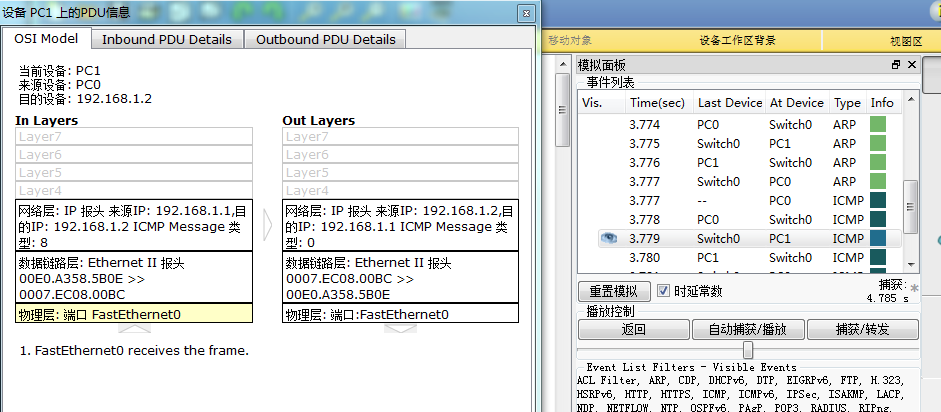 设备 PC1 上的PDU信息
OSI Model
Inbound PDU Details
Outbound PDU Details
当前设备: PC1
来源设备: PC0
目的设备: 192.168.1.2
In Layers
Layer7
Layer6
Layer5
Layer4
网络层: IP 报头 来源IP: 192.168.1.1,目
的IP: 192.168.1.2 ICMP Message 类
型: 8
数据链路层: Ethernet II 报头
00E0.A358.5B0E >>
0007.EC08.00BC
物理层: 端口 FastEthernet0
Out Layers
Layer7
Layer6
Layer5
Layer4
网络层: IP 报头 来源IP: 192.168.1.2,目
的IP: 192.168.1.1 ICMP Message 类
型: 0
数据链路层: Ethernet II 报头
0007.EC08.00BC >>
00E0.A358.5B0E
物理层: 端口:FastEthernet0
1. FastEthernet0 receives the frame.
移动对象
设备工作区背景
视图区
模拟面板
事件列表
Vis. Time(sec) Last Device At Device Type Info
3.774 PC0 Switch0 ARP
3.775 Switch0 PC1 ARP
3.776 PC1 Switch0 ARP
3.777 Switch0 PC0 ARP
3.777 -- PC0 ICMP
3.778 PC0 Switch0 ICMP
3.779 Switch0 PC1 ICMP
3.780 PC1 Switch0 ICMP
重置模拟
时延常数
捕获:
4.785 s
播放控制
返回
自动捕获/播放
捕获/转发
Event List Filters - Visible Events
ACL Filter, ARP, CDP, DHCPv6, DTP, EIGRPv6, FTP, H.323,
HSRPv6, HTTP, HTTPS, ICMP, ICMPv6, IPSec, ISAKMP, LACP,
NDP, NETFLOW, NTP, OSPFv6, PAgP, POP3, RADIUS, RIPng,